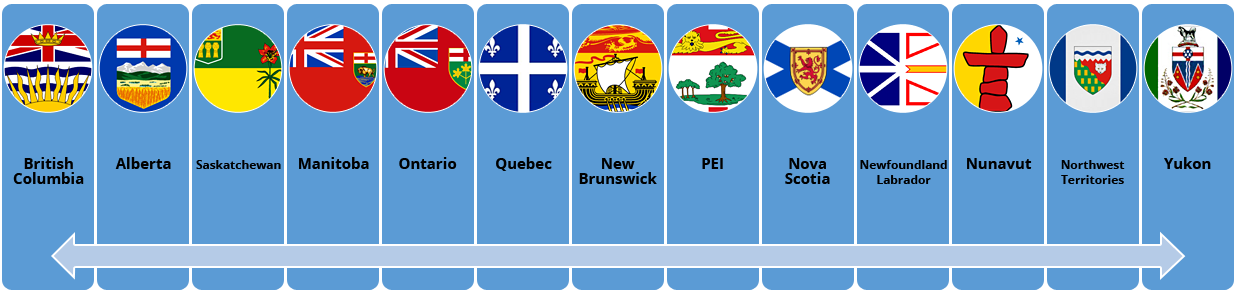 British
Columbia
Alberta
Saskatchewan
Manitoba
Ontario
Quebec
New
Brunswick
PEI
Nova
Scotia
Newfoundland
Labrador
Nunavut
Northwest
Territories
Yukon